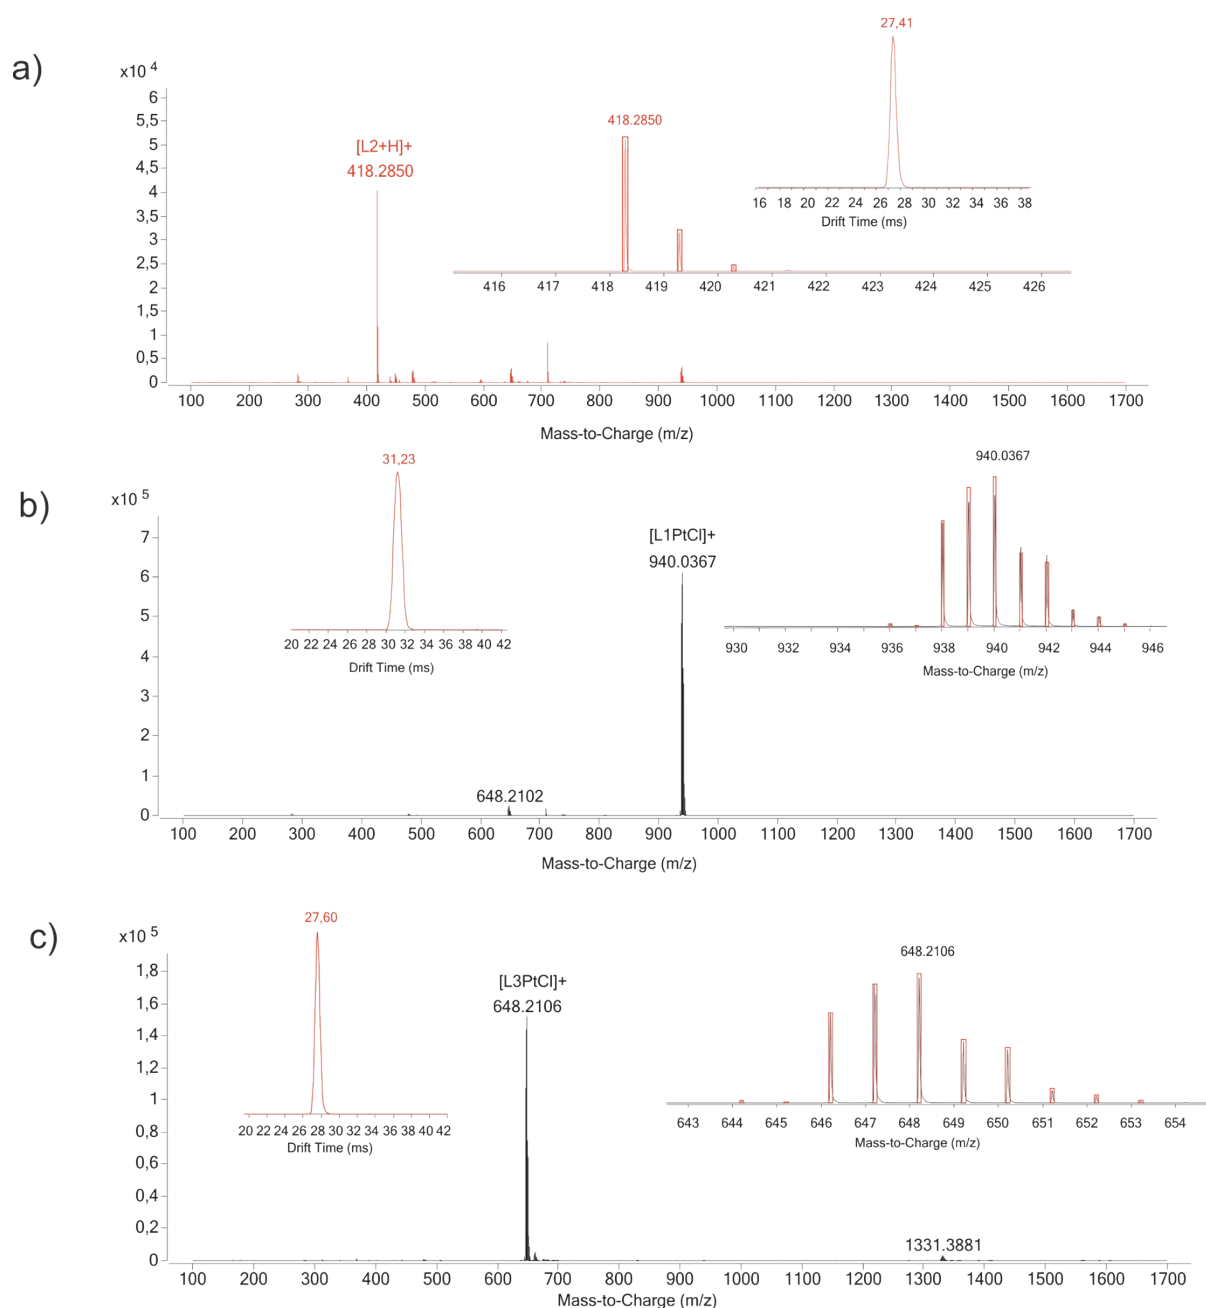 a)
x10 4
6
5,5
5
4,5
4
3,5
3
2,5
2
1,5
1
0,5
0
[L2+H]+
418.2850
418.2850
416 417 418 419 420 421 422 423 424 425 426
27,41
16 18 20 22 24 26 28 30 32 34 36 38
Drift Time (ms)
100 200 300 400 500 600 700 800 900 1000 1100 1200 1300 1400 1500 1600 1700
Mass-to-Charge (m/z)
b)
x10 5
7
6
5
4
3
2
1
0
31,23
20 22 24 26 28 30 32 34 36 38 40 42
Drift Time (ms)
[L1PtCl]+
940.0367
648.2102
940.0367
930 932 934 936 938 940 942 944 946
Mass-to-Charge (m/z)
100 200 300 400 500 600 700 800 900 1000 1100 1200 1300 1400 1500 1600 1700
Mass-to-Charge (m/z)
c)
x10 5
1,8
1,6
1,4
1,2
1
0,8
0,6
0,4
0,2
0
27,60
20 22 24 26 28 30 32 34 36 38 40 42
Drift Time (ms)
[L3PtCl]+
648.2106
648.2106
643 644 645 646 647 648 649 650 651 652 653 654
Mass-to-Charge (m/z)
1331.3881
100 200 300 400 500 600 700 800 900 1000 1100 1200 1300 1400 1500 1600 1700
Mass-to-Charge (m/z)